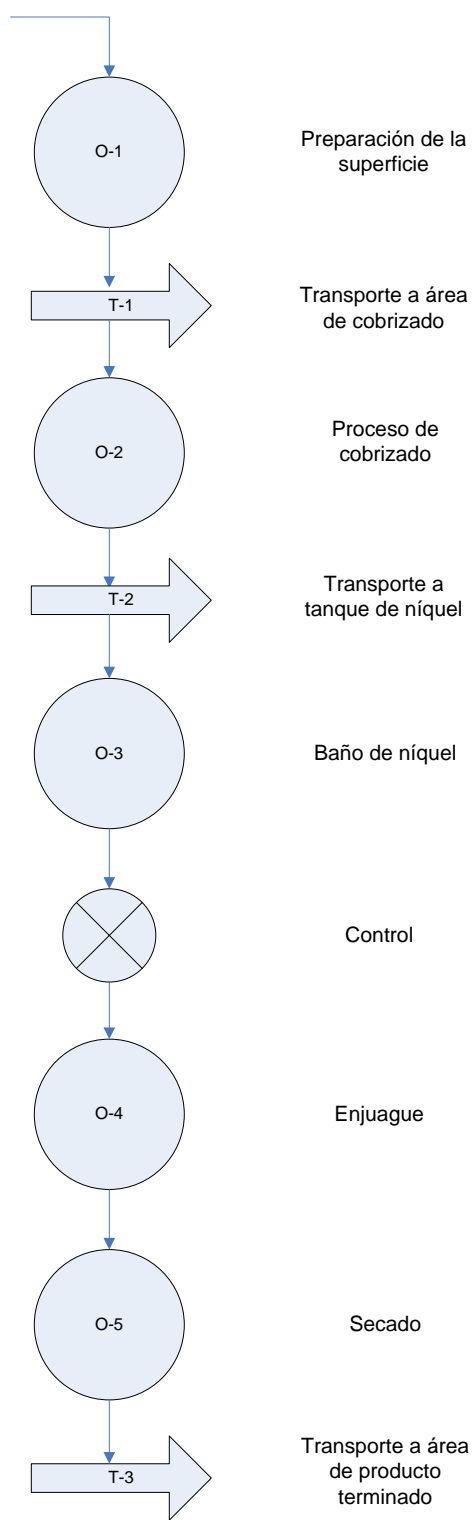 O-1
Preparación de la
superficie
T-1
Transporte a área
de cobrizado
O-2
Proceso de
cobrizado
T-2
Transporte a
tanque de níquel
O-3
Baño de níquel
Control
O-4
Enjuague
O-5
Secado
T-3
Transporte a área
de producto
terminado